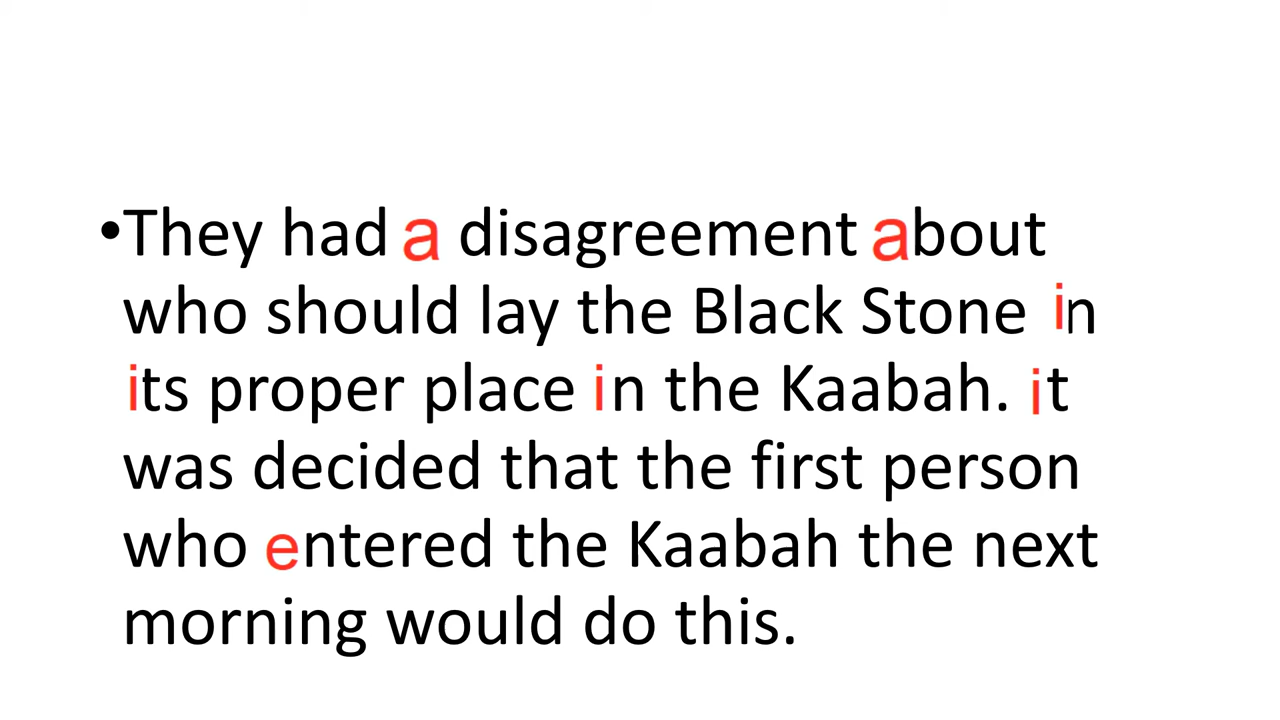 •They had a disagreement about
who should lay the Black Stone in
its proper place in the Kaabah. it
was decided that the first person
who entered the Kaabah the next
morning would do this.